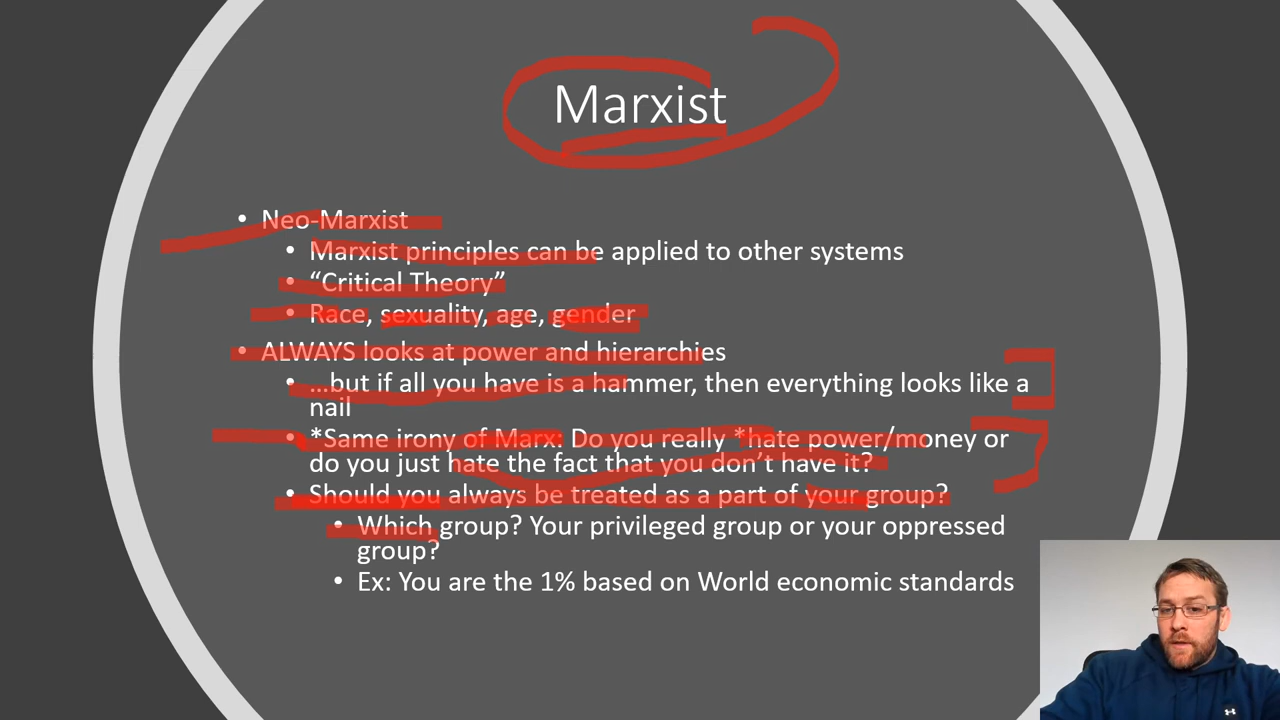 Marxist
• Neo-Marxist
• Marxist principles can be applied to other systems
• “Critical Theory”
• Race, sexuality, age, gender
• ALWAYS looks at power and hierarchies
• …but if all you have is a hammer, then everything looks like a
nail
• *Same irony of Marx: Do you really *hate power/money or
do you just hate the fact that you don’t have it?
• Should you always be treated as a part of your group?
• Which group? Your privileged group or your oppressed
group?
• Ex: You are the 1% based on World economic standards